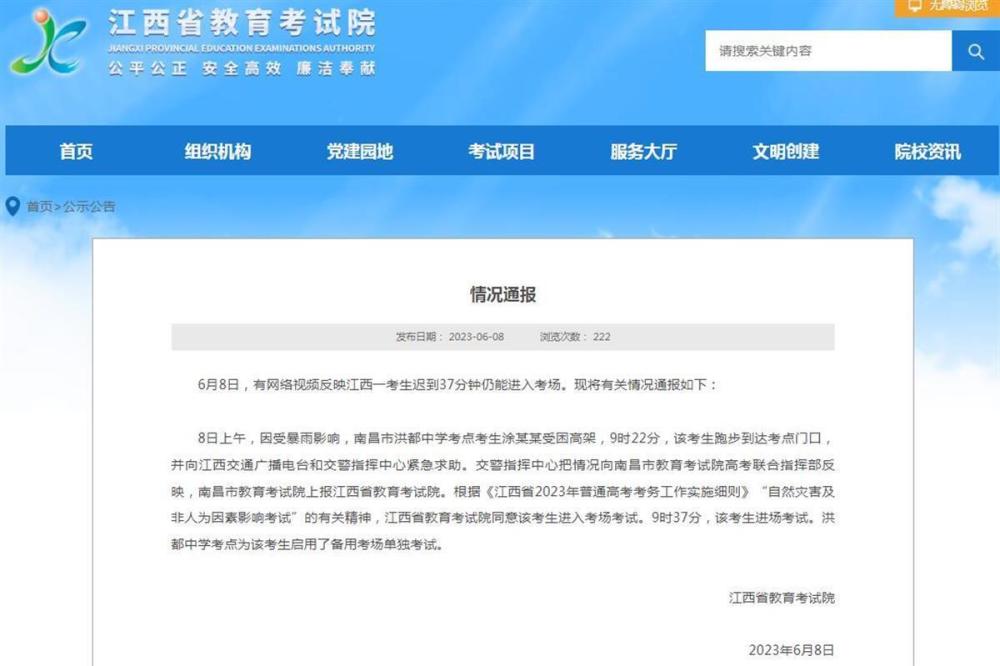 无障碍浏览
江西省教育考试院
JIANGXI PROVINCIAL EDUCATION EXAMINATIONS AUTHORITY
公平公正 安全高效 廉洁奉献
请搜索关键内容
首页 组织机构 党建园地 考试项目 服务大厅 文明创建 院校资讯
首页>公示公告
情况通报
发布日期： 2023-06-08 浏览次数： 222
6月8日，有网络视频反映江西一考生迟到37分钟仍能进入考场。现将有关情况通报如下：
8日上午，因受暴雨影响，南昌市洪都中学考点考生涂某某受困高架，9时22分，该考生跑步到达考点门口，
并向江西交通广播电台和交警指挥中心紧急求助。交警指挥中心把情况向南昌市教育考试院高考联合指挥部反
映，南昌市教育考试院上报江西省教育考试院。根据《江西省2023年普通高考考务工作实施细则》“自然灾害及
非人为因素影响考试”的有关精神，江西省教育考试院同意该考生进入考场考试。9时37分，该考生进场考试。洪
都中学考点为该考生启用了备用考场单独考试。
江西省教育考试院
2023年6月8日